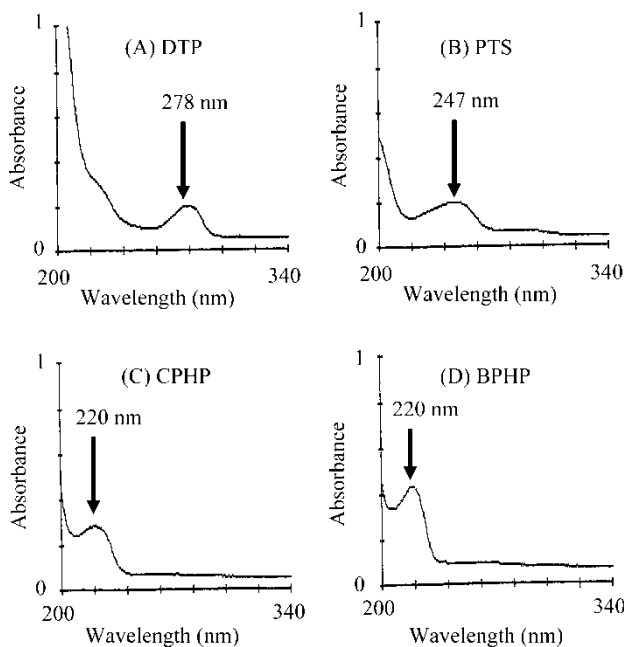 1
(A) DTP
278 nm
Absorbance
0
200
340
Wavelength (nm)
1
(B) PTS
247 nm
Absorbance
0
200
340
Wavelength (nm)
1
(C) CPHP
220 nm
Absorbance
0
200
340
Wavelength (nm)
1
(D) BPHP
220 nm
Absorbance
0
200
340
Wavelength (nm)